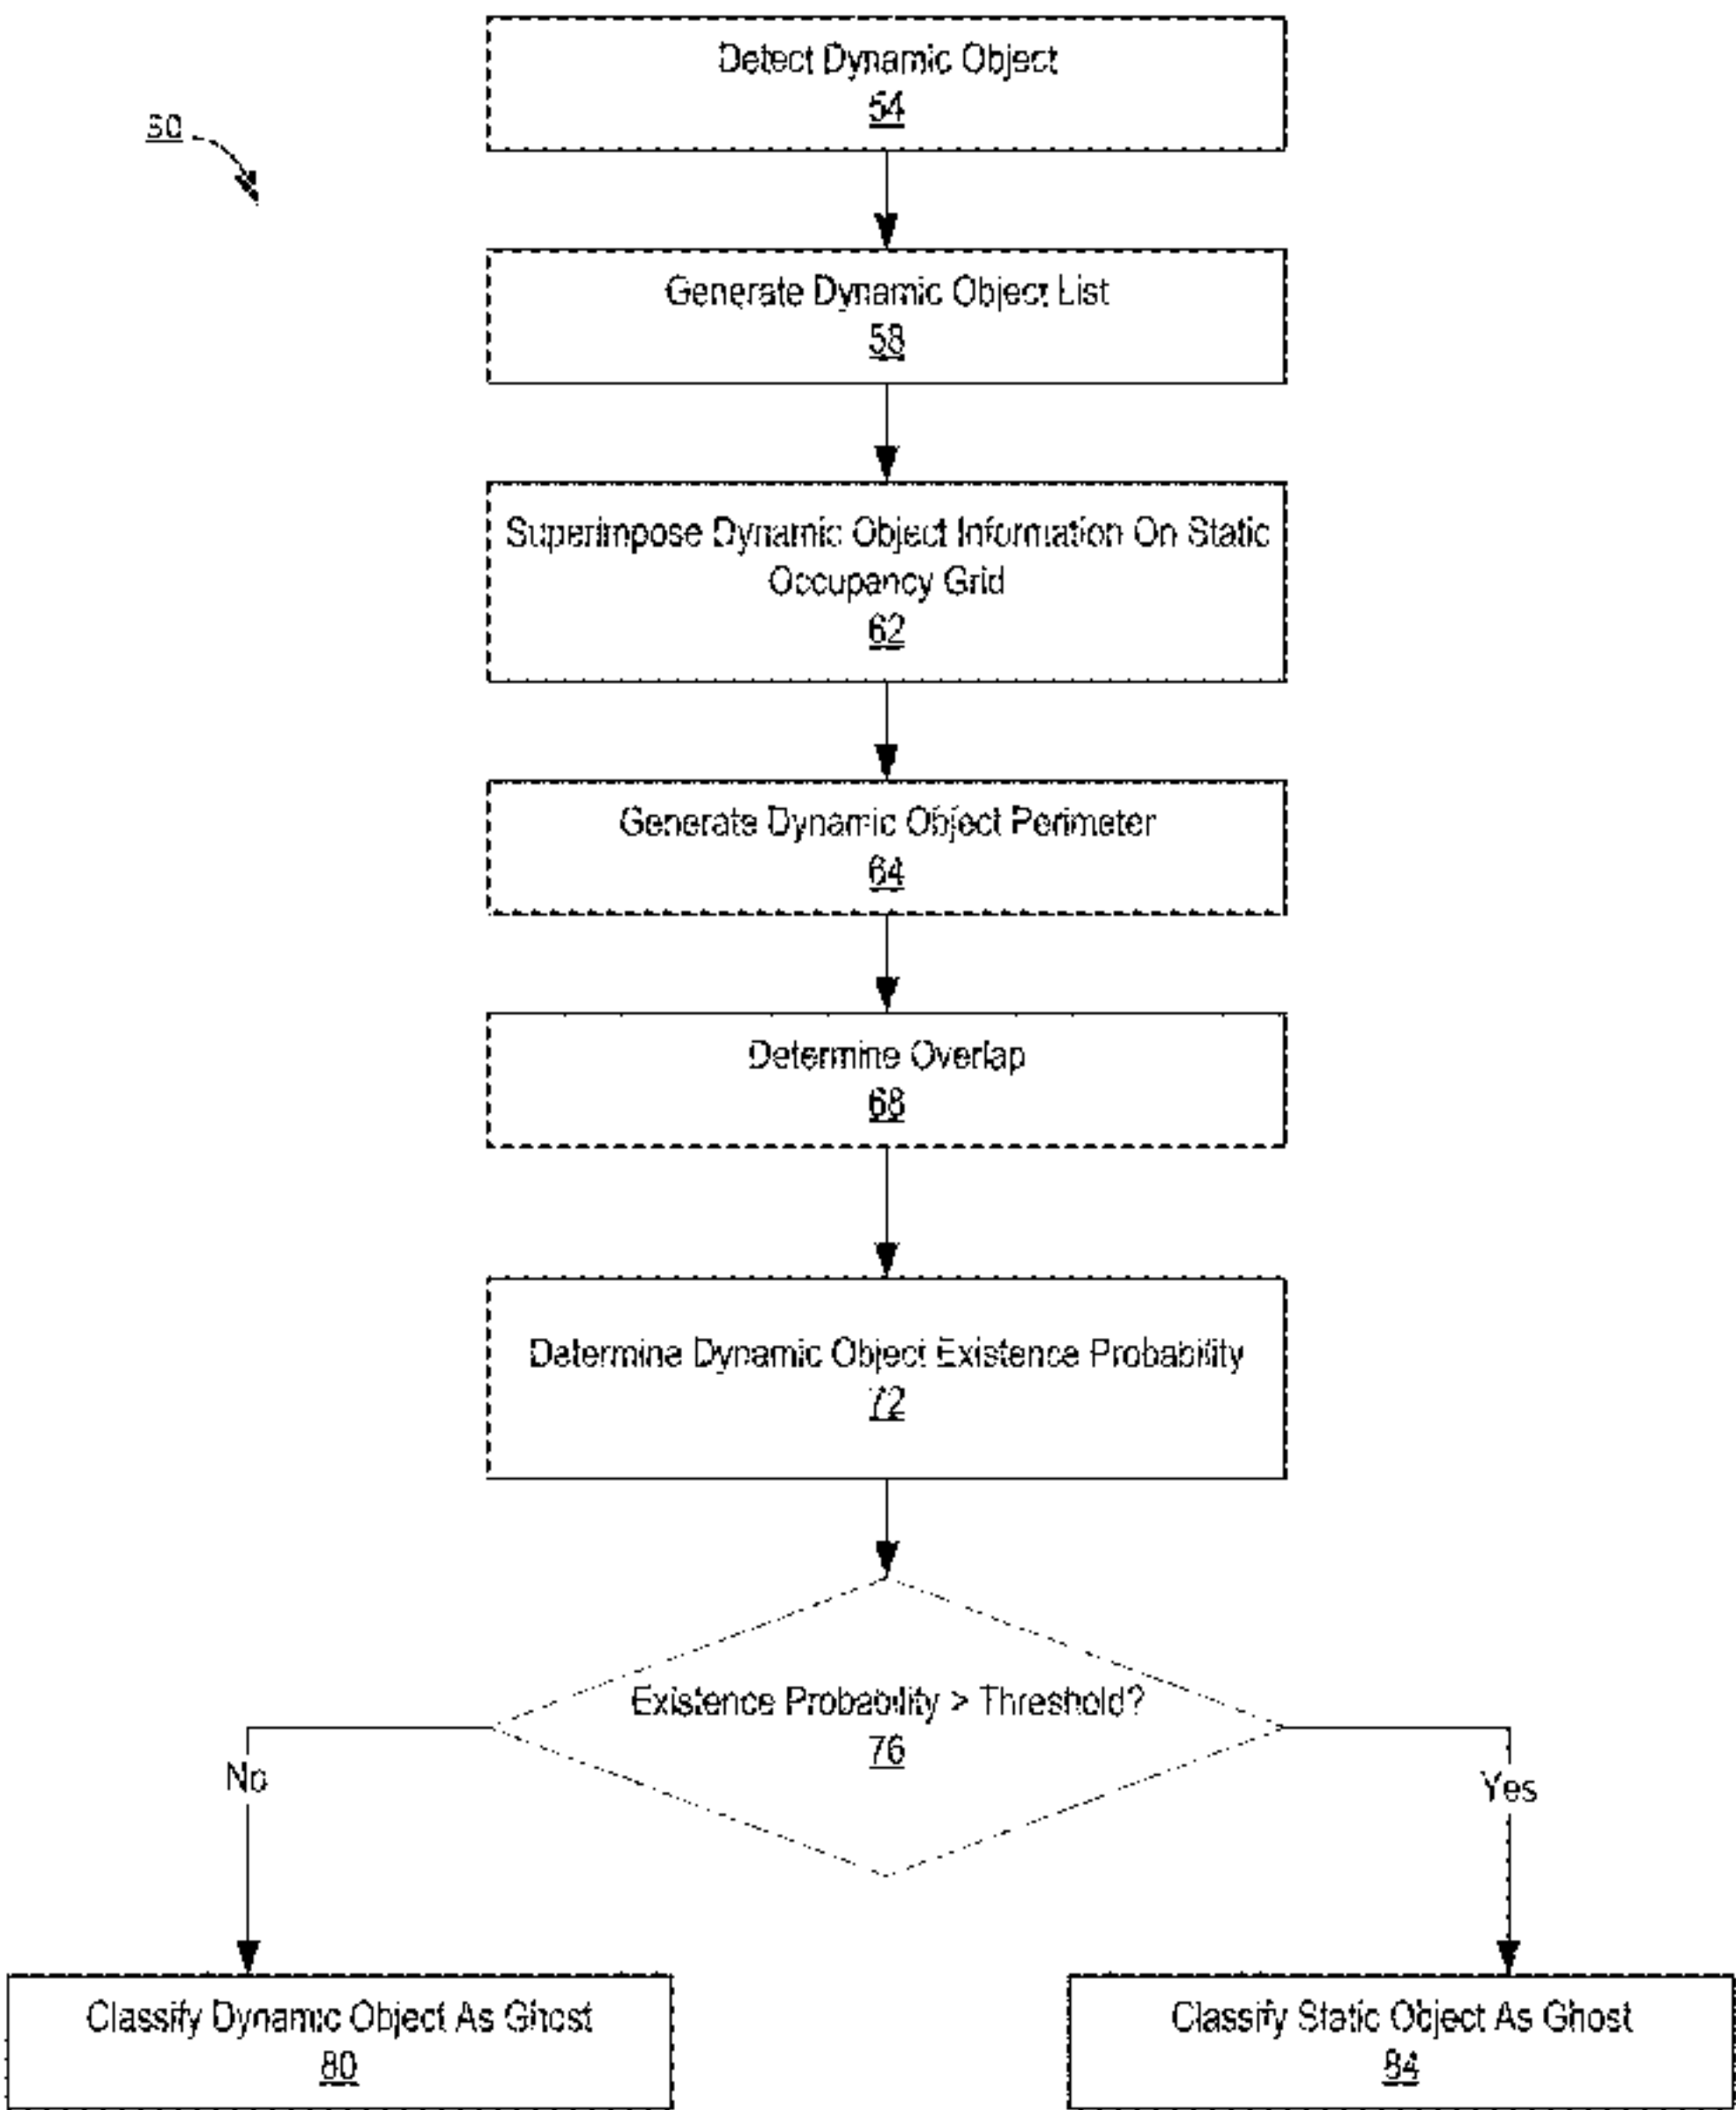 Detect Dynamic Object
54
50
Generate Dynamic Object List
58
Superimpose Dynamic Object Information On Static
Occupancy Grid
62
Generate Dynamic Object Perimeter
64
Determine Overlap
68
Determine Dynamic Object Existence Probability
72
Existence Probability > Threshold?
76
No
Yes
Classify Dynamic Object As Ghost
80
Classify Static Object As Ghost
84